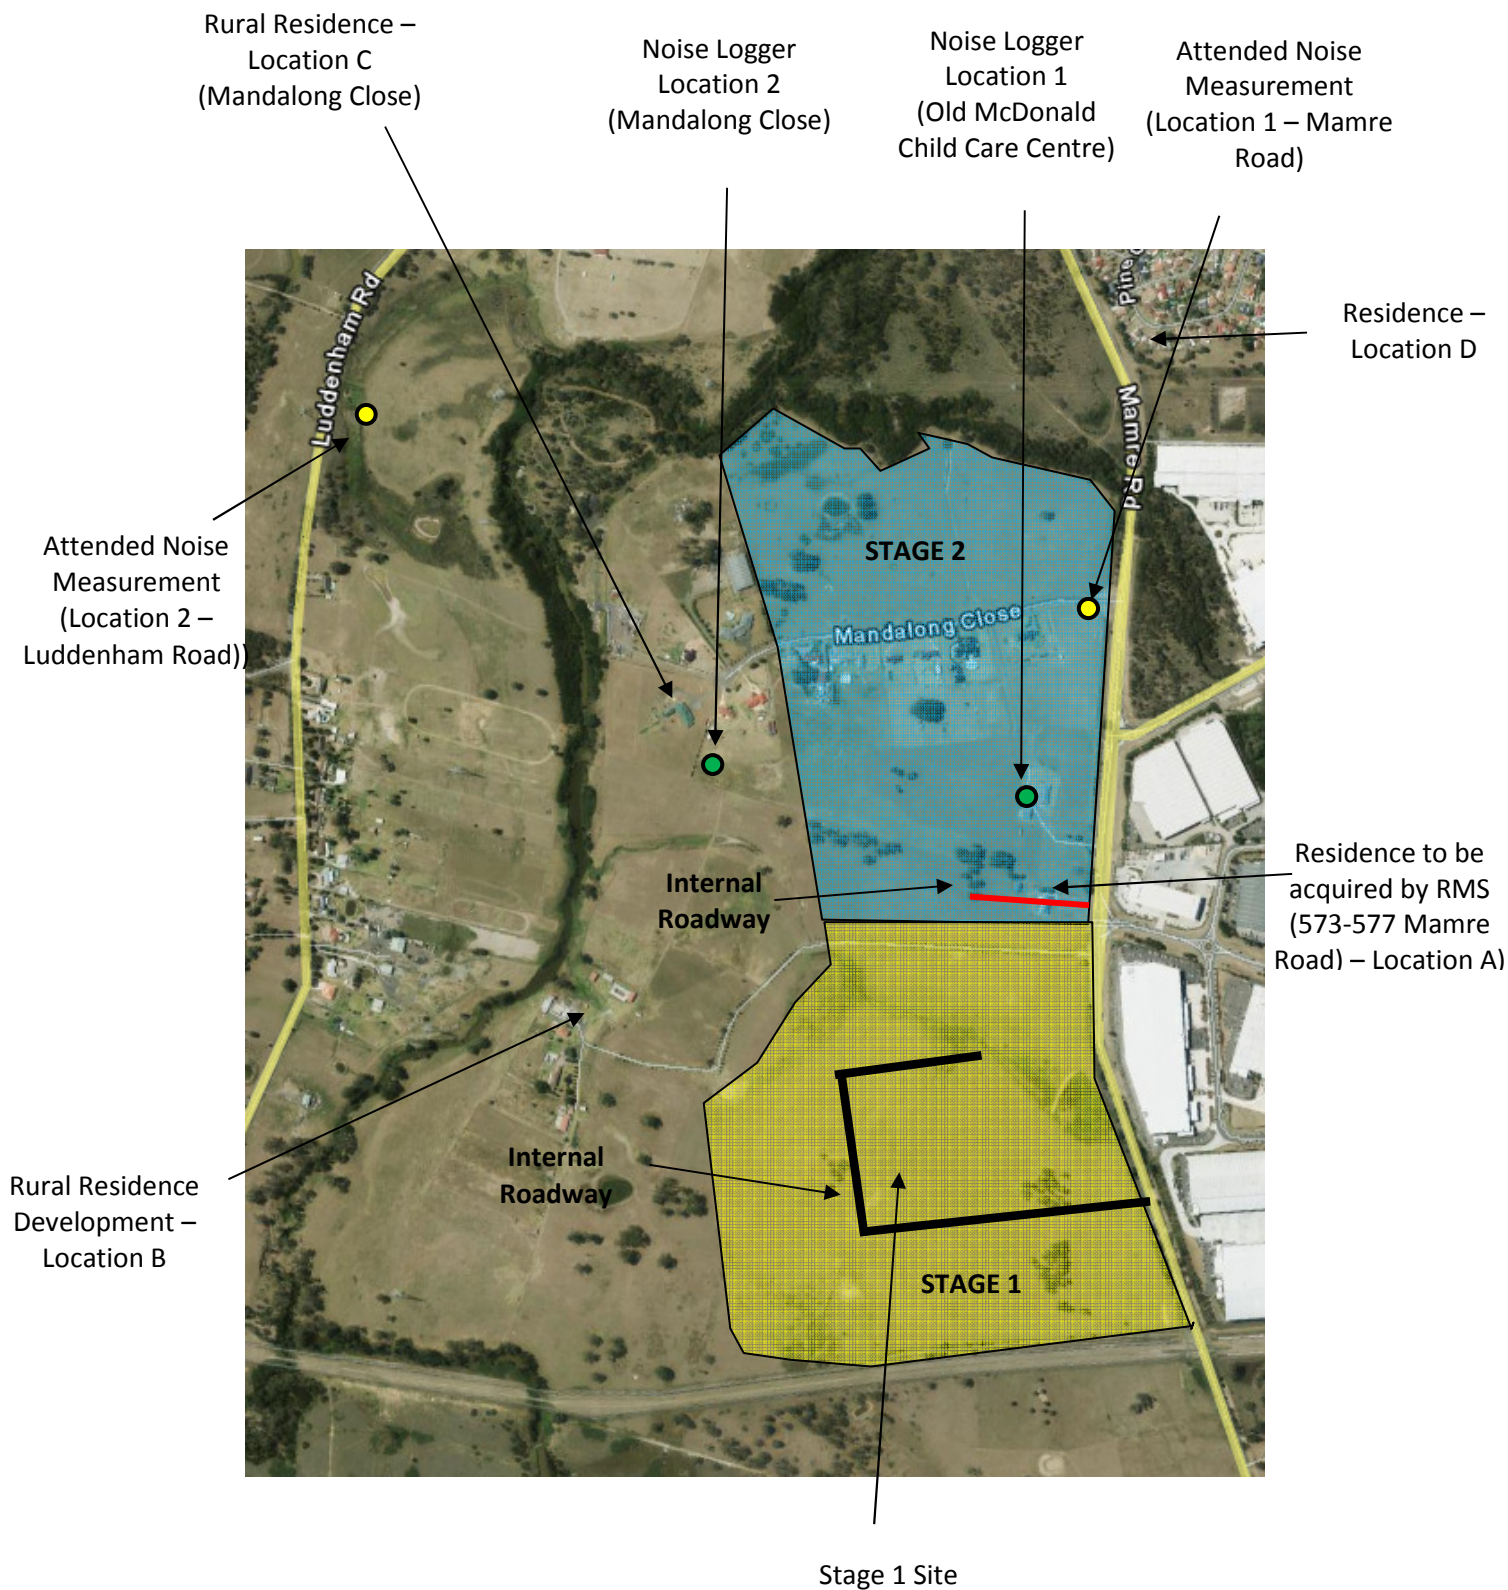 Rural Residence –
Location C
(Mandalong Close)
Noise Logger
Location 2
(Mandalong Close)
Noise Logger
Location 1
(Old McDonald
Child Care Centre)
Attended Noise
Measurement
(Location 1 – Mamre
Road)
Residence –
Location D
Luddenham Rd
Pine
Mamre Rd
Attended Noise
Measurement
(Location 2 –
Luddenham Road))
STAGE 2
Mandalong Close
Internal
Roadway
Residence to be
acquired by RMS
(573-577 Mamre
Road) – Location A)
Rural Residence
Development –
Location B
Internal
Roadway
STAGE 1
Stage 1 Site